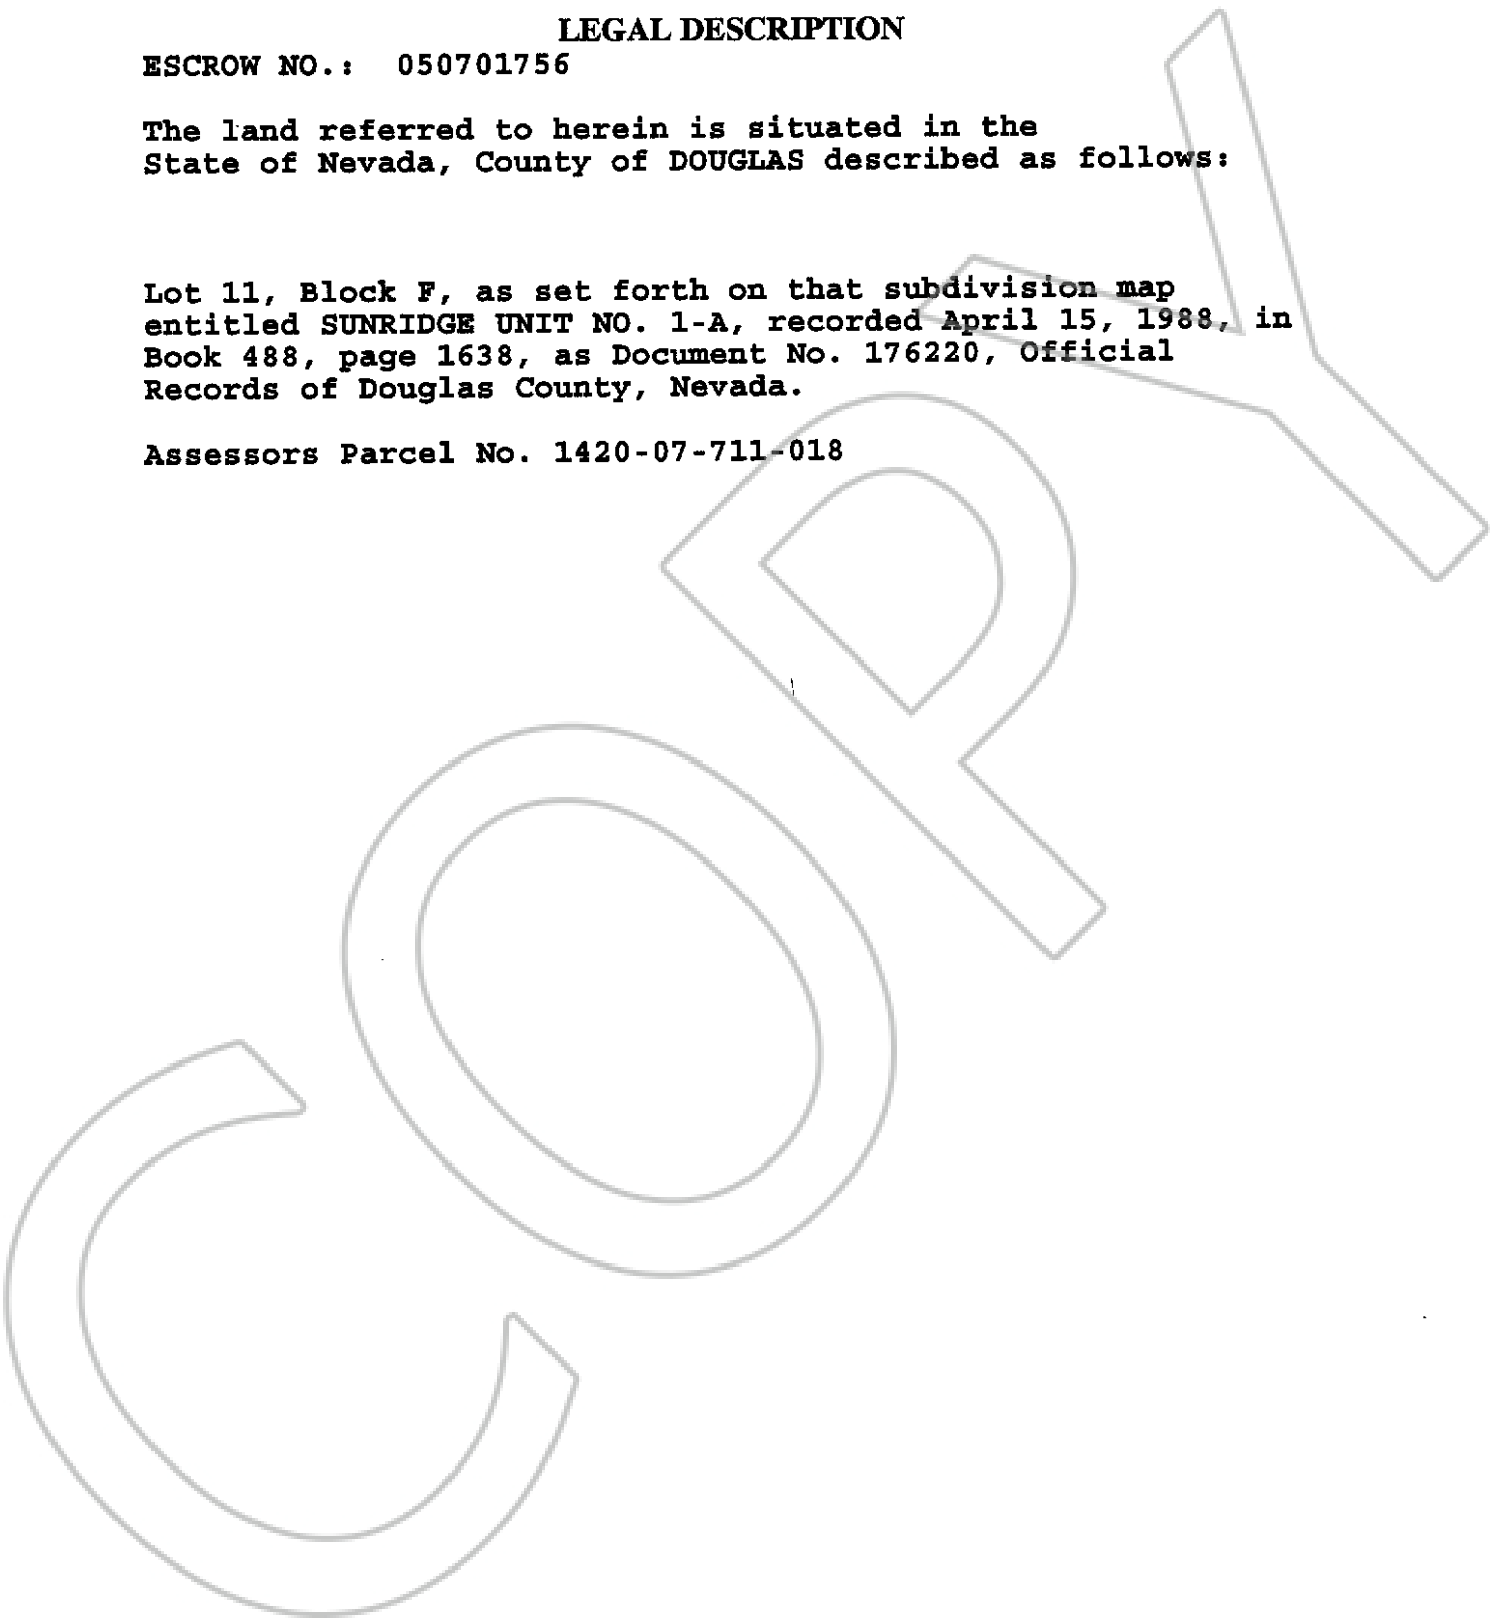 LEGAL DESCRIPTION
ESCROW NO.: 050701756
The land referred to herein is situated in the
State of Nevada, County of DOUGLAS described as follows:
Lot 11, Block F, as set forth on that subdivision map
entitled SUNRIDGE UNIT NO. 1-A, recorded April 15, 1988, in
Book 488, page 1638, as Document No. 176220, Official
Records of Douglas County, Nevada.
Assessors Parcel No. 1420-07-711-018
COPY